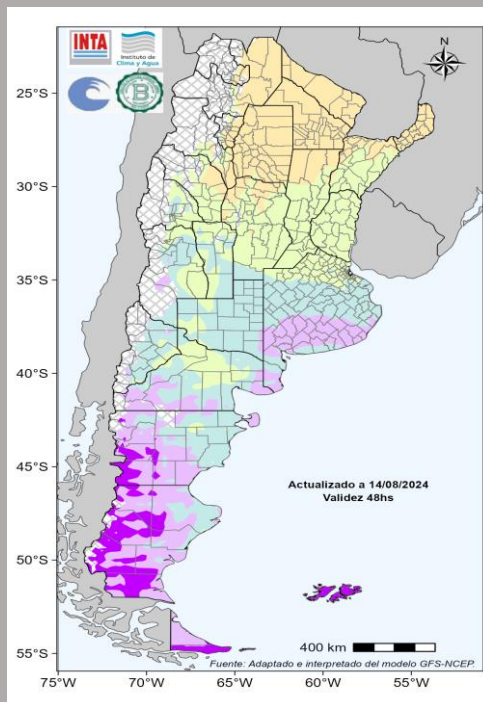 INTA
Instituto de
Clima y Agua
B
N
25°S
30°S
35°S
40°S
45°S
50°S
55°S
Actualizado a 14/08/2024
Validez 48hs
400 km
Fuente: Adaptado e interpretado del modelo GFS-NCEP.
75°W
70°W
65°W
60°W
55°W